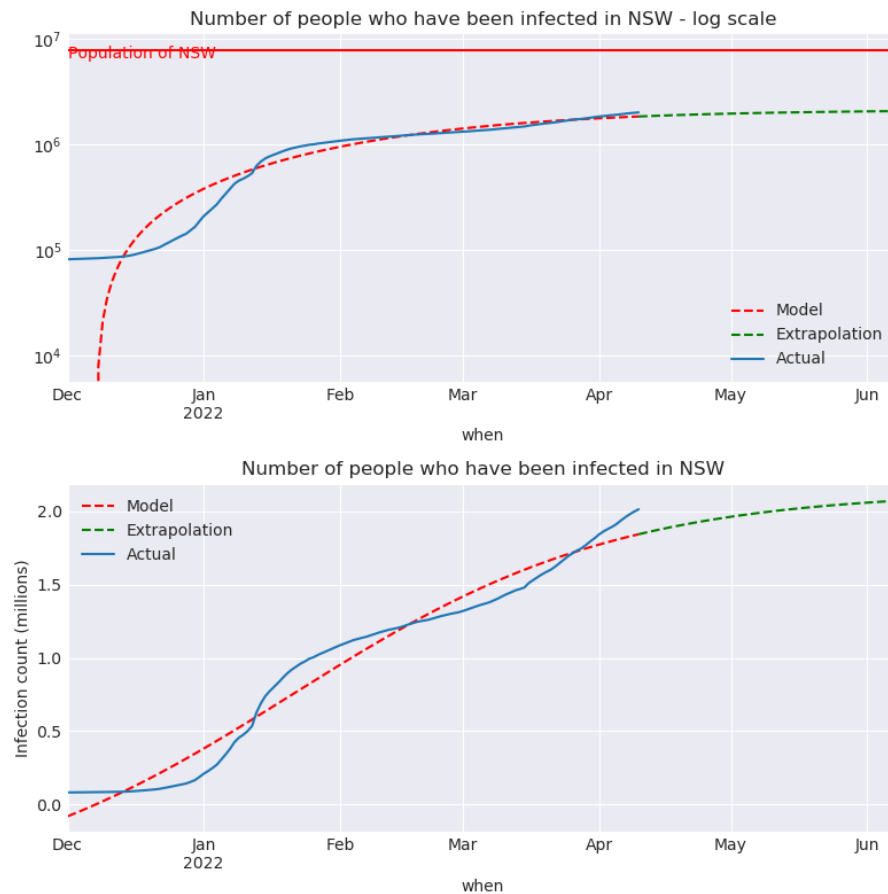 Number of people who have been infected in NSW - log scale
10⁷
Population of NSW
10⁶
10⁵
10⁴
Model
Extrapolation
Actual
Dec Jan Feb Mar Apr May Jun
2022
when
Number of people who have been infected in NSW
Infection count (millions)
Model
Extrapolation
Actual
2.0
1.5
1.0
0.5
0.0
Dec Jan Feb Mar Apr May Jun
2022
when